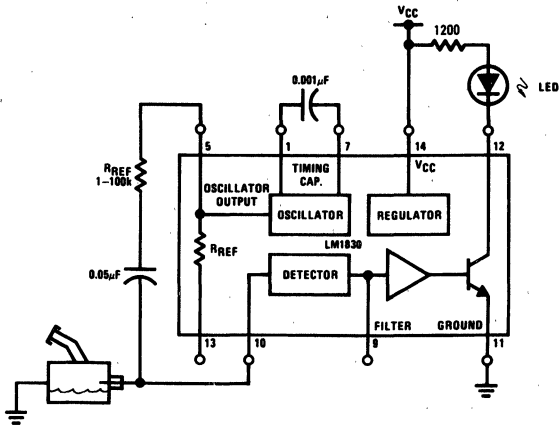 VCC
1200
0.001μF
LED
5
1
7
14
12
RREF
1–100k
TIMING
CAP.
VCC
OSCILLATOR
OUTPUT
OSCILLATOR
REGULATOR
RREF
LM1830
0.05μF
DETECTOR
FILTER
GROUND
13
10
9
11